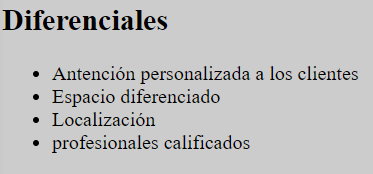 Diferenciales
Antención personalizada a los clientes
Espacio diferenciado
Localización
profesionales calificados